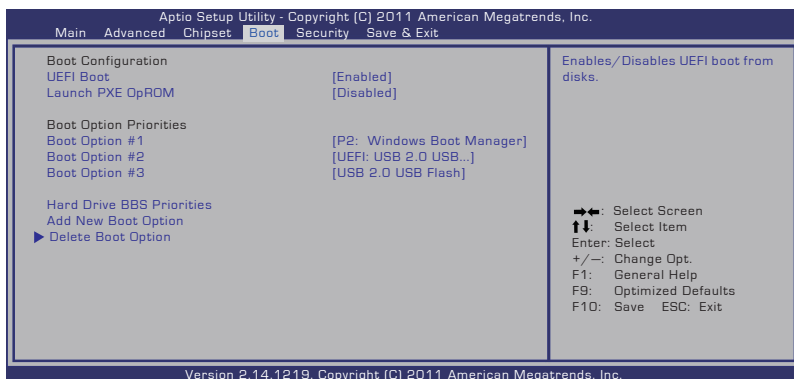 Aptio Setup Utility - Copyright (C) 2011 American Megatrends, Inc.
Main Advanced Chipset Boot Security Save & Exit
Boot Configuration
UEFI Boot [Enabled]
Launch PXE OpROM [Disabled]
Boot Option Priorities
Boot Option #1 [P2: Windows Boot Manager]
Boot Option #2 [UEFI: USB 2.0 USB...]
Boot Option #3 [USB 2.0 USB Flash]
Hard Drive BBS Priorities
Add New Boot Option
Delete Boot Option
Enables/Disables UEFI boot from
disks.
→←: Select Screen
↑↓: Select Item
Enter: Select
+/—: Change Opt.
F1: General Help
F9: Optimized Defaults
F10: Save ESC: Exit
Version 2.14.1219. Copyright (C) 2011 American Megatrends, Inc.